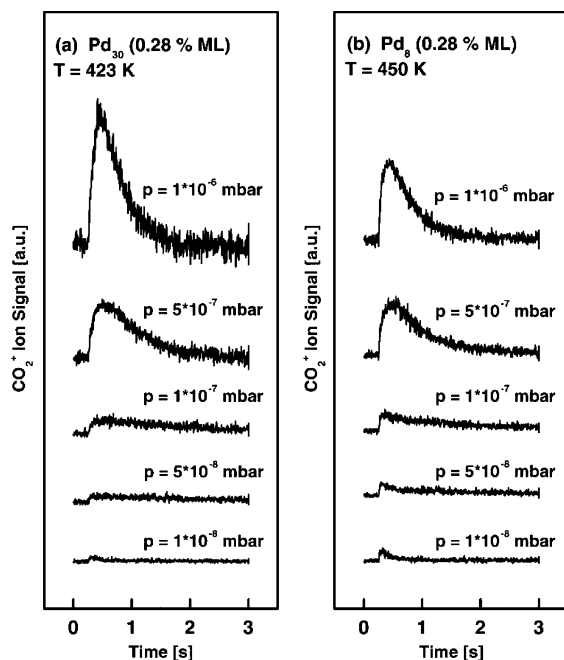 (a) Pd₃₀ (0.28 % ML)
T = 423 K
p = 1*10⁻⁶ mbar
p = 5*10⁻⁷ mbar
p = 1*10⁻⁷ mbar
p = 5*10⁻⁸ mbar
p = 1*10⁻⁸ mbar
CO₂⁺ Ion Signal [a.u.]
0 1 2 3
Time [s]
(b) Pd₈ (0.28 % ML)
T = 450 K
p = 1*10⁻⁶ mbar
p = 5*10⁻⁷ mbar
p = 1*10⁻⁷ mbar
p = 5*10⁻⁸ mbar
p = 1*10⁻⁸ mbar
CO₂⁺ Ion Signal [a.u.]
0 1 2 3
Time [s]